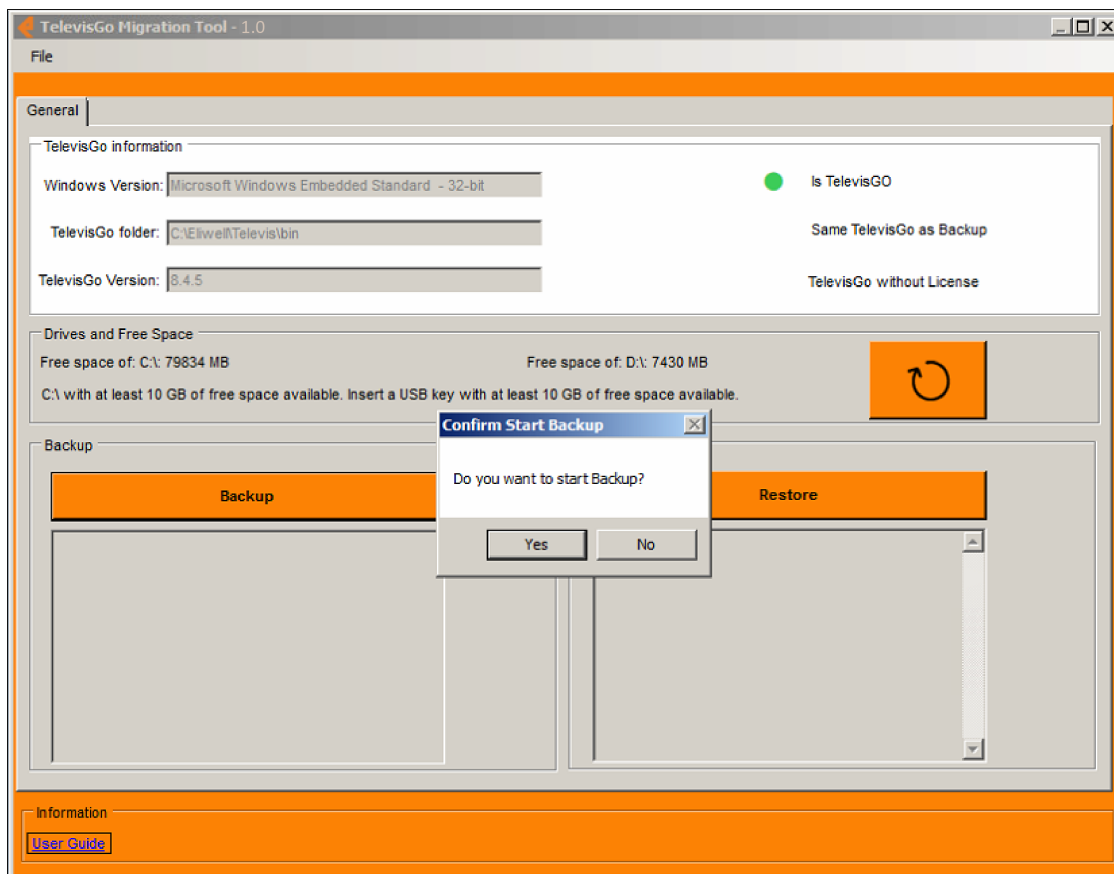 TelevisGo Migration Tool - 1.0
File
General
TelevisGo information
Windows Version: Microsoft Windows Embedded Standard  - 32-bit
Is TelevisGO
TelevisGo folder: C:\Eliwell\Televis\bin
Same TelevisGo as Backup
TelevisGo Version: 8.4.5
TelevisGo without License
Drives and Free Space
Free space of: C:\: 79834 MB
Free space of: D:\: 7430 MB
C:\ with at least 10 GB of free space available. Insert a USB key with at least 10 GB of free space available.
Confirm Start Backup
Do you want to start Backup?
Yes
No
Backup
Backup
Restore
Information
User Guide